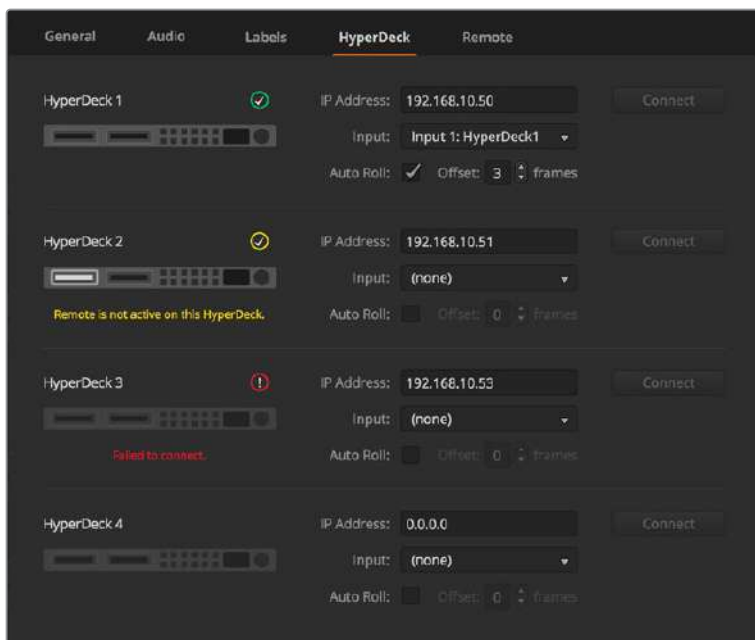 General Audio Labels HyperDeck Remote
HyperDeck 1 IP Address: 192.168.10.50 Connect
Input: Input 1: HyperDeck1
Auto Roll: Offset: 3 frames
HyperDeck 2 IP Address: 192.168.10.51 Connect
Input: (none)
Remote is not active on this HyperDeck. Auto Roll: Offset: 0 frames
HyperDeck 3 IP Address: 192.168.10.53 Connect
Input: (none)
Failed to connect. Auto Roll: Offset: 0 frames
HyperDeck 4 IP Address: 0.0.0.0 Connect
Input: (none)
Auto Roll: Offset: 0 frames